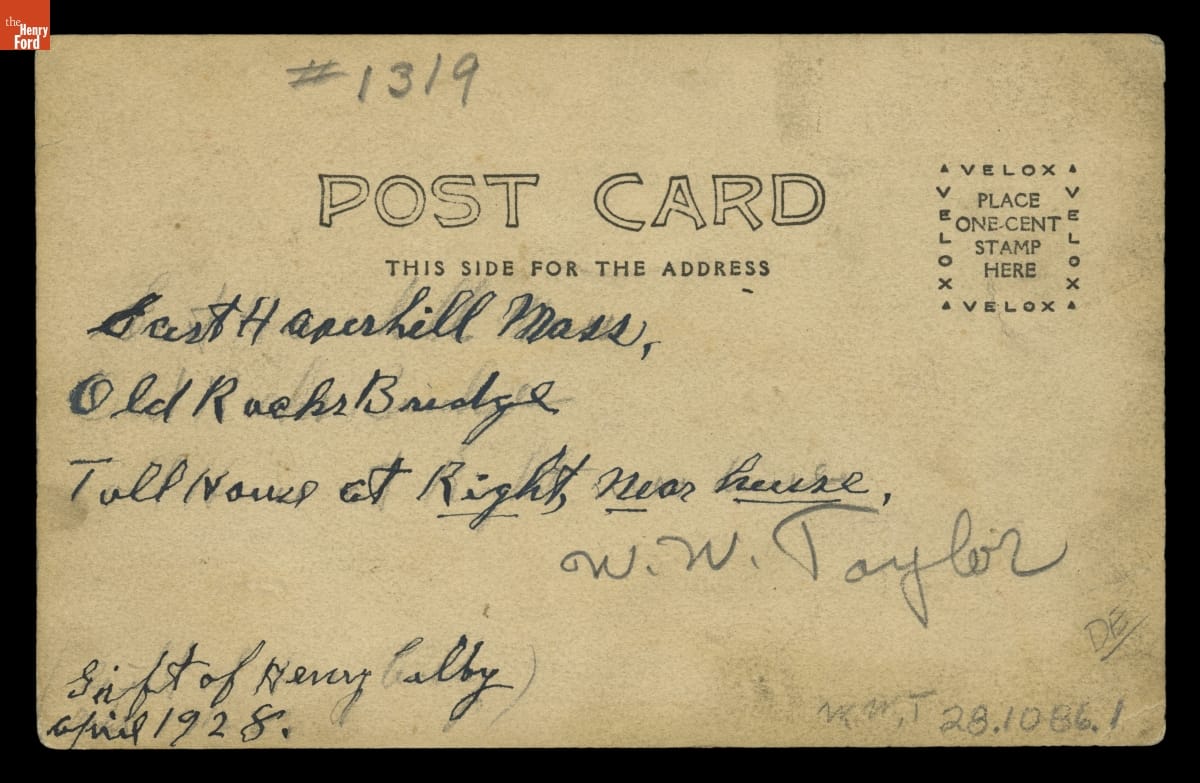 the
Henry
Ford
#1319
POST CARD
THIS SIDE FOR THE ADDRESS
VELOX
VELOX
VELOX
VELOX
PLACE
ONE-CENT
STAMP
HERE
East Haverhill Mass,
Old Rocks Bridge
Toll House at Right, near house,
W. W. Taylor
DE/
Gift of Henry Colby)
april 1928.
W.W.T 28.1086.1